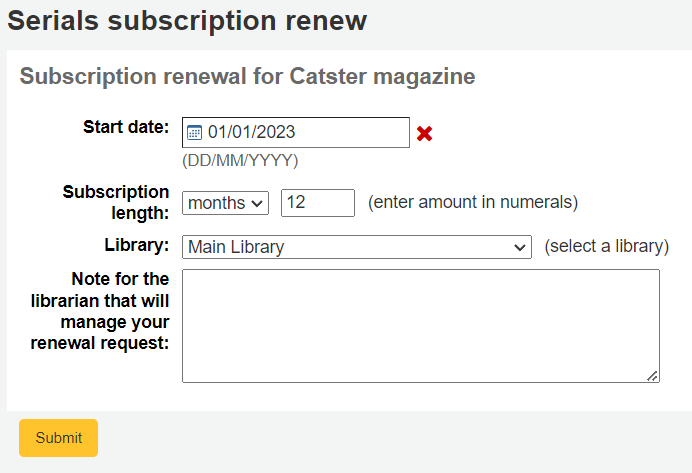 Serials subscription renew
Subscription renewal for Catster magazine
Start date: 01/01/2023
(DD/MM/YYYY)
Subscription length: months 12 (enter amount in numerals)
Library: Main Library (select a library)
Note for the
librarian that will
manage your
renewal request:
Submit